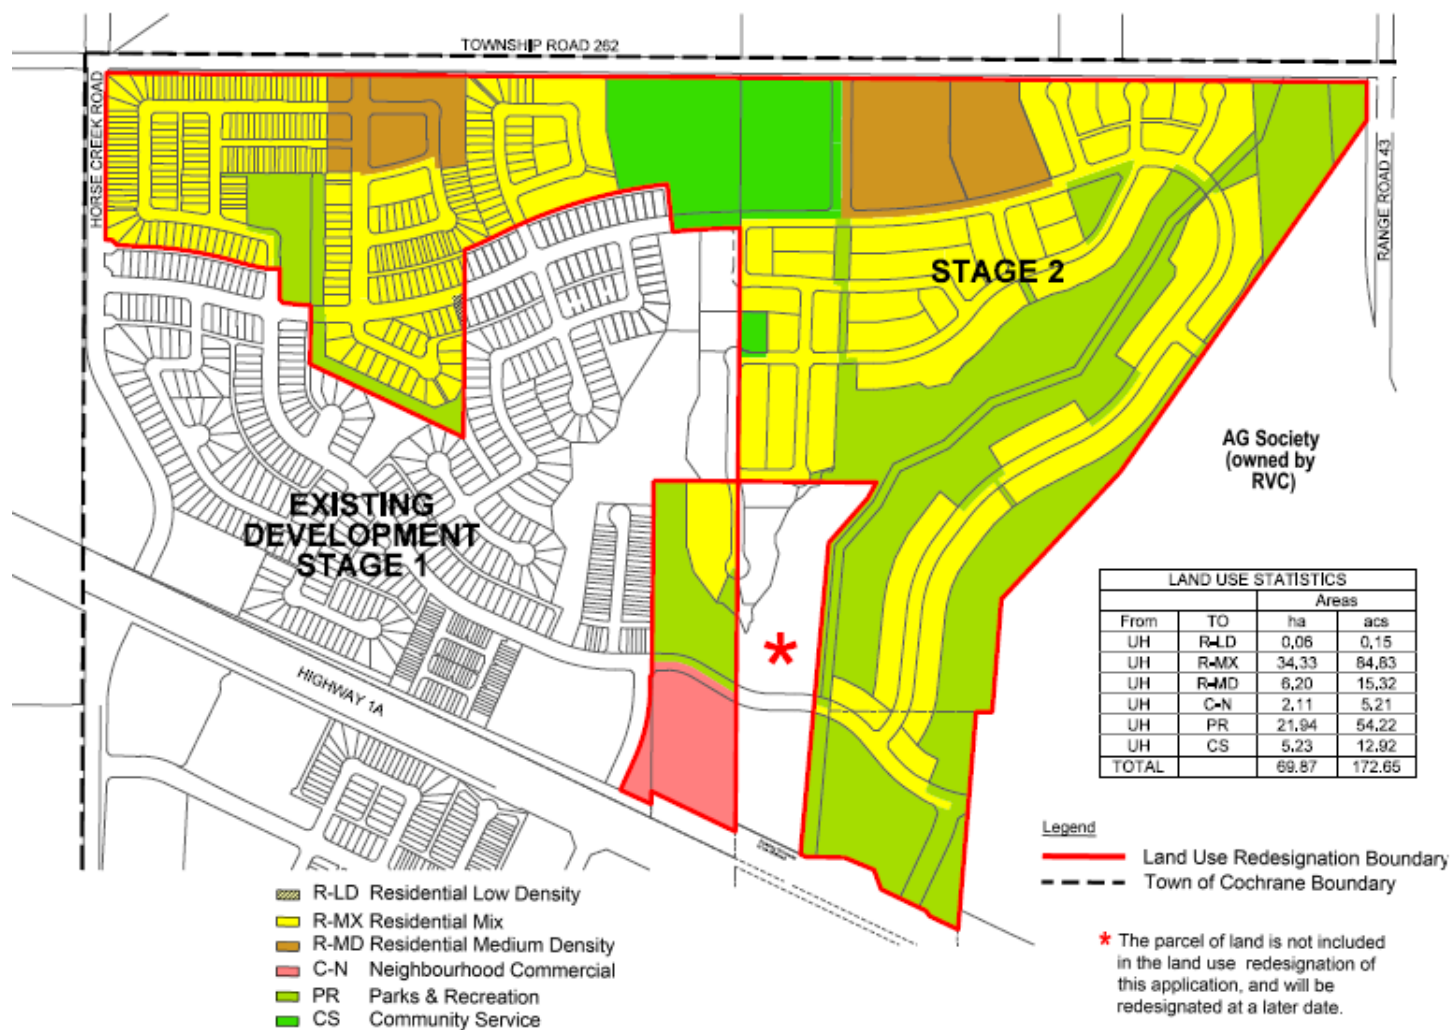 TOWNSHIP ROAD 262
HORSE CREEK ROAD
RANGE ROAD 43
STAGE 2
AG Society
(owned by
RVC)
EXISTING
DEVELOPMENT
STAGE 1
HIGHWAY 1A
*
LAND USE STATISTICS
Areas
From TO ha acs
UH R-LD 0.06 0.15
UH R-MX 34.33 84.83
UH R-MD 6.20 15.32
UH C-N 2.11 5.21
UH PR 21.94 54.22
UH CS 5.23 12.92
TOTAL 69.87 172.65
Legend
Land Use Redesignation Boundary
Town of Cochrane Boundary
* The parcel of land is not included
in the land use redesignation of
this application, and will be
redesignated at a later date.
R-LD Residential Low Density
R-MX Residential Mix
R-MD Residential Medium Density
C-N Neighbourhood Commercial
PR Parks & Recreation
CS Community Service